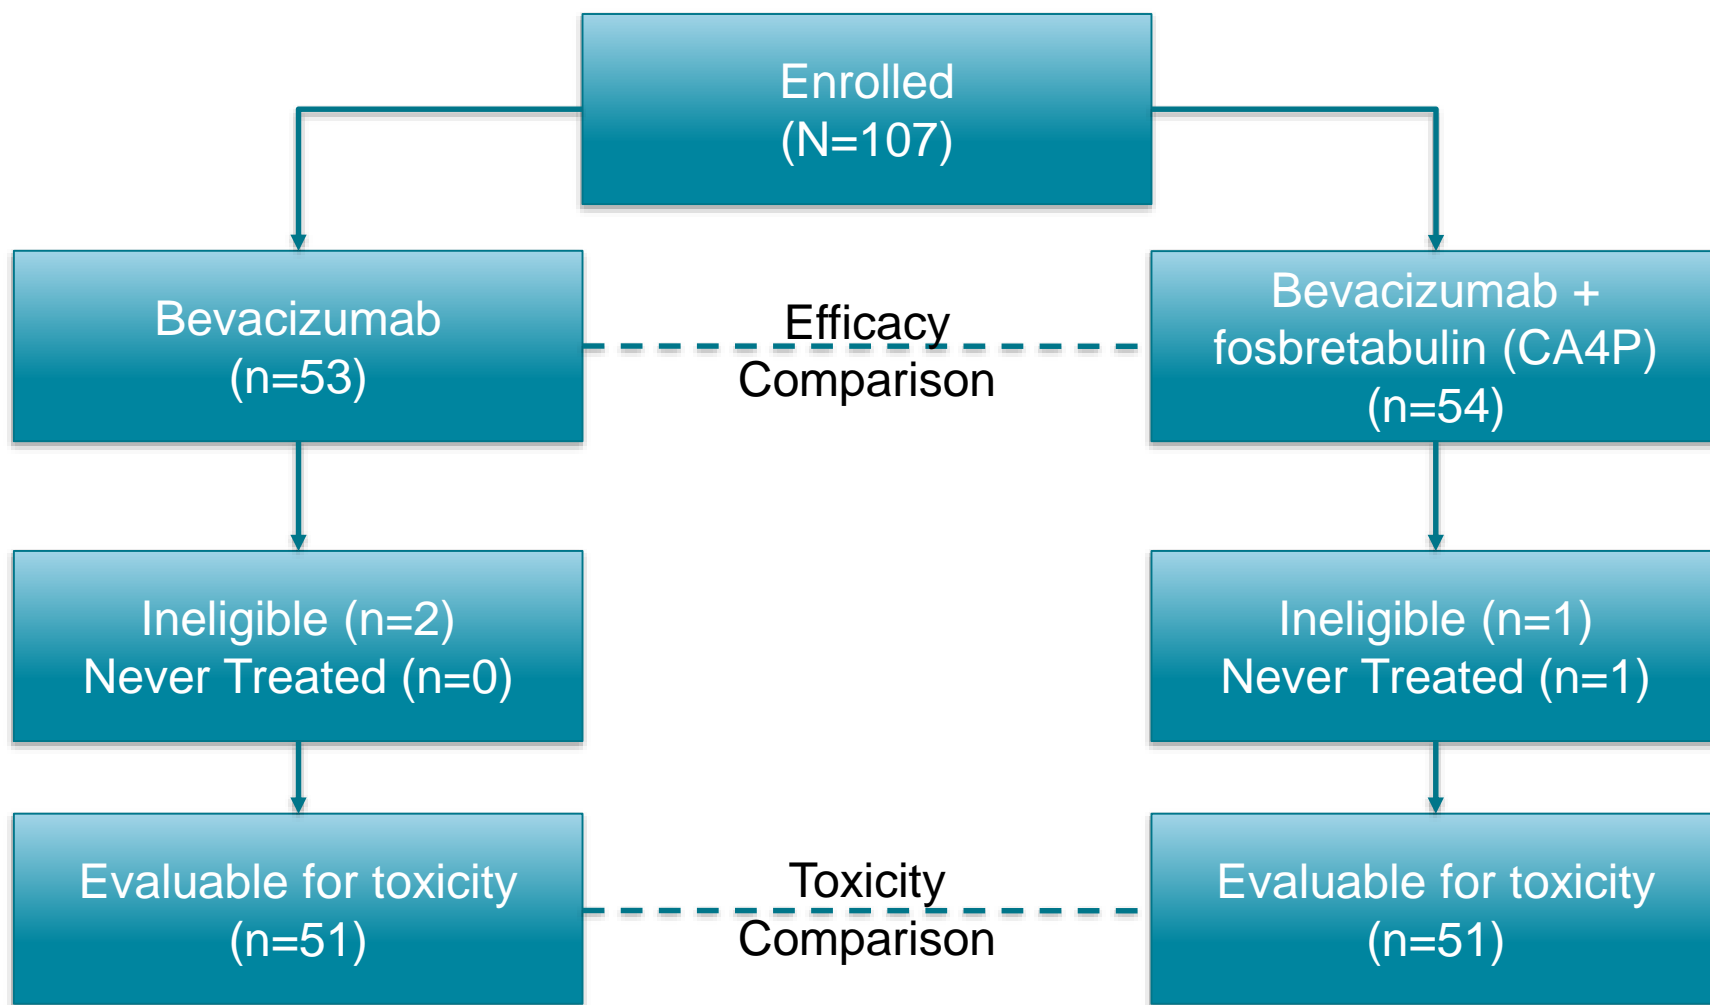 Enrolled
(N=107)
Bevacizumab
(n=53)
Efficacy
Comparison
Bevacizumab +
fosbretabulin (CA4P)
(n=54)
Ineligible (n=2)
Never Treated (n=0)
Ineligible (n=1)
Never Treated (n=1)
Evaluable for toxicity
(n=51)
Toxicity
Comparison
Evaluable for toxicity
(n=51)